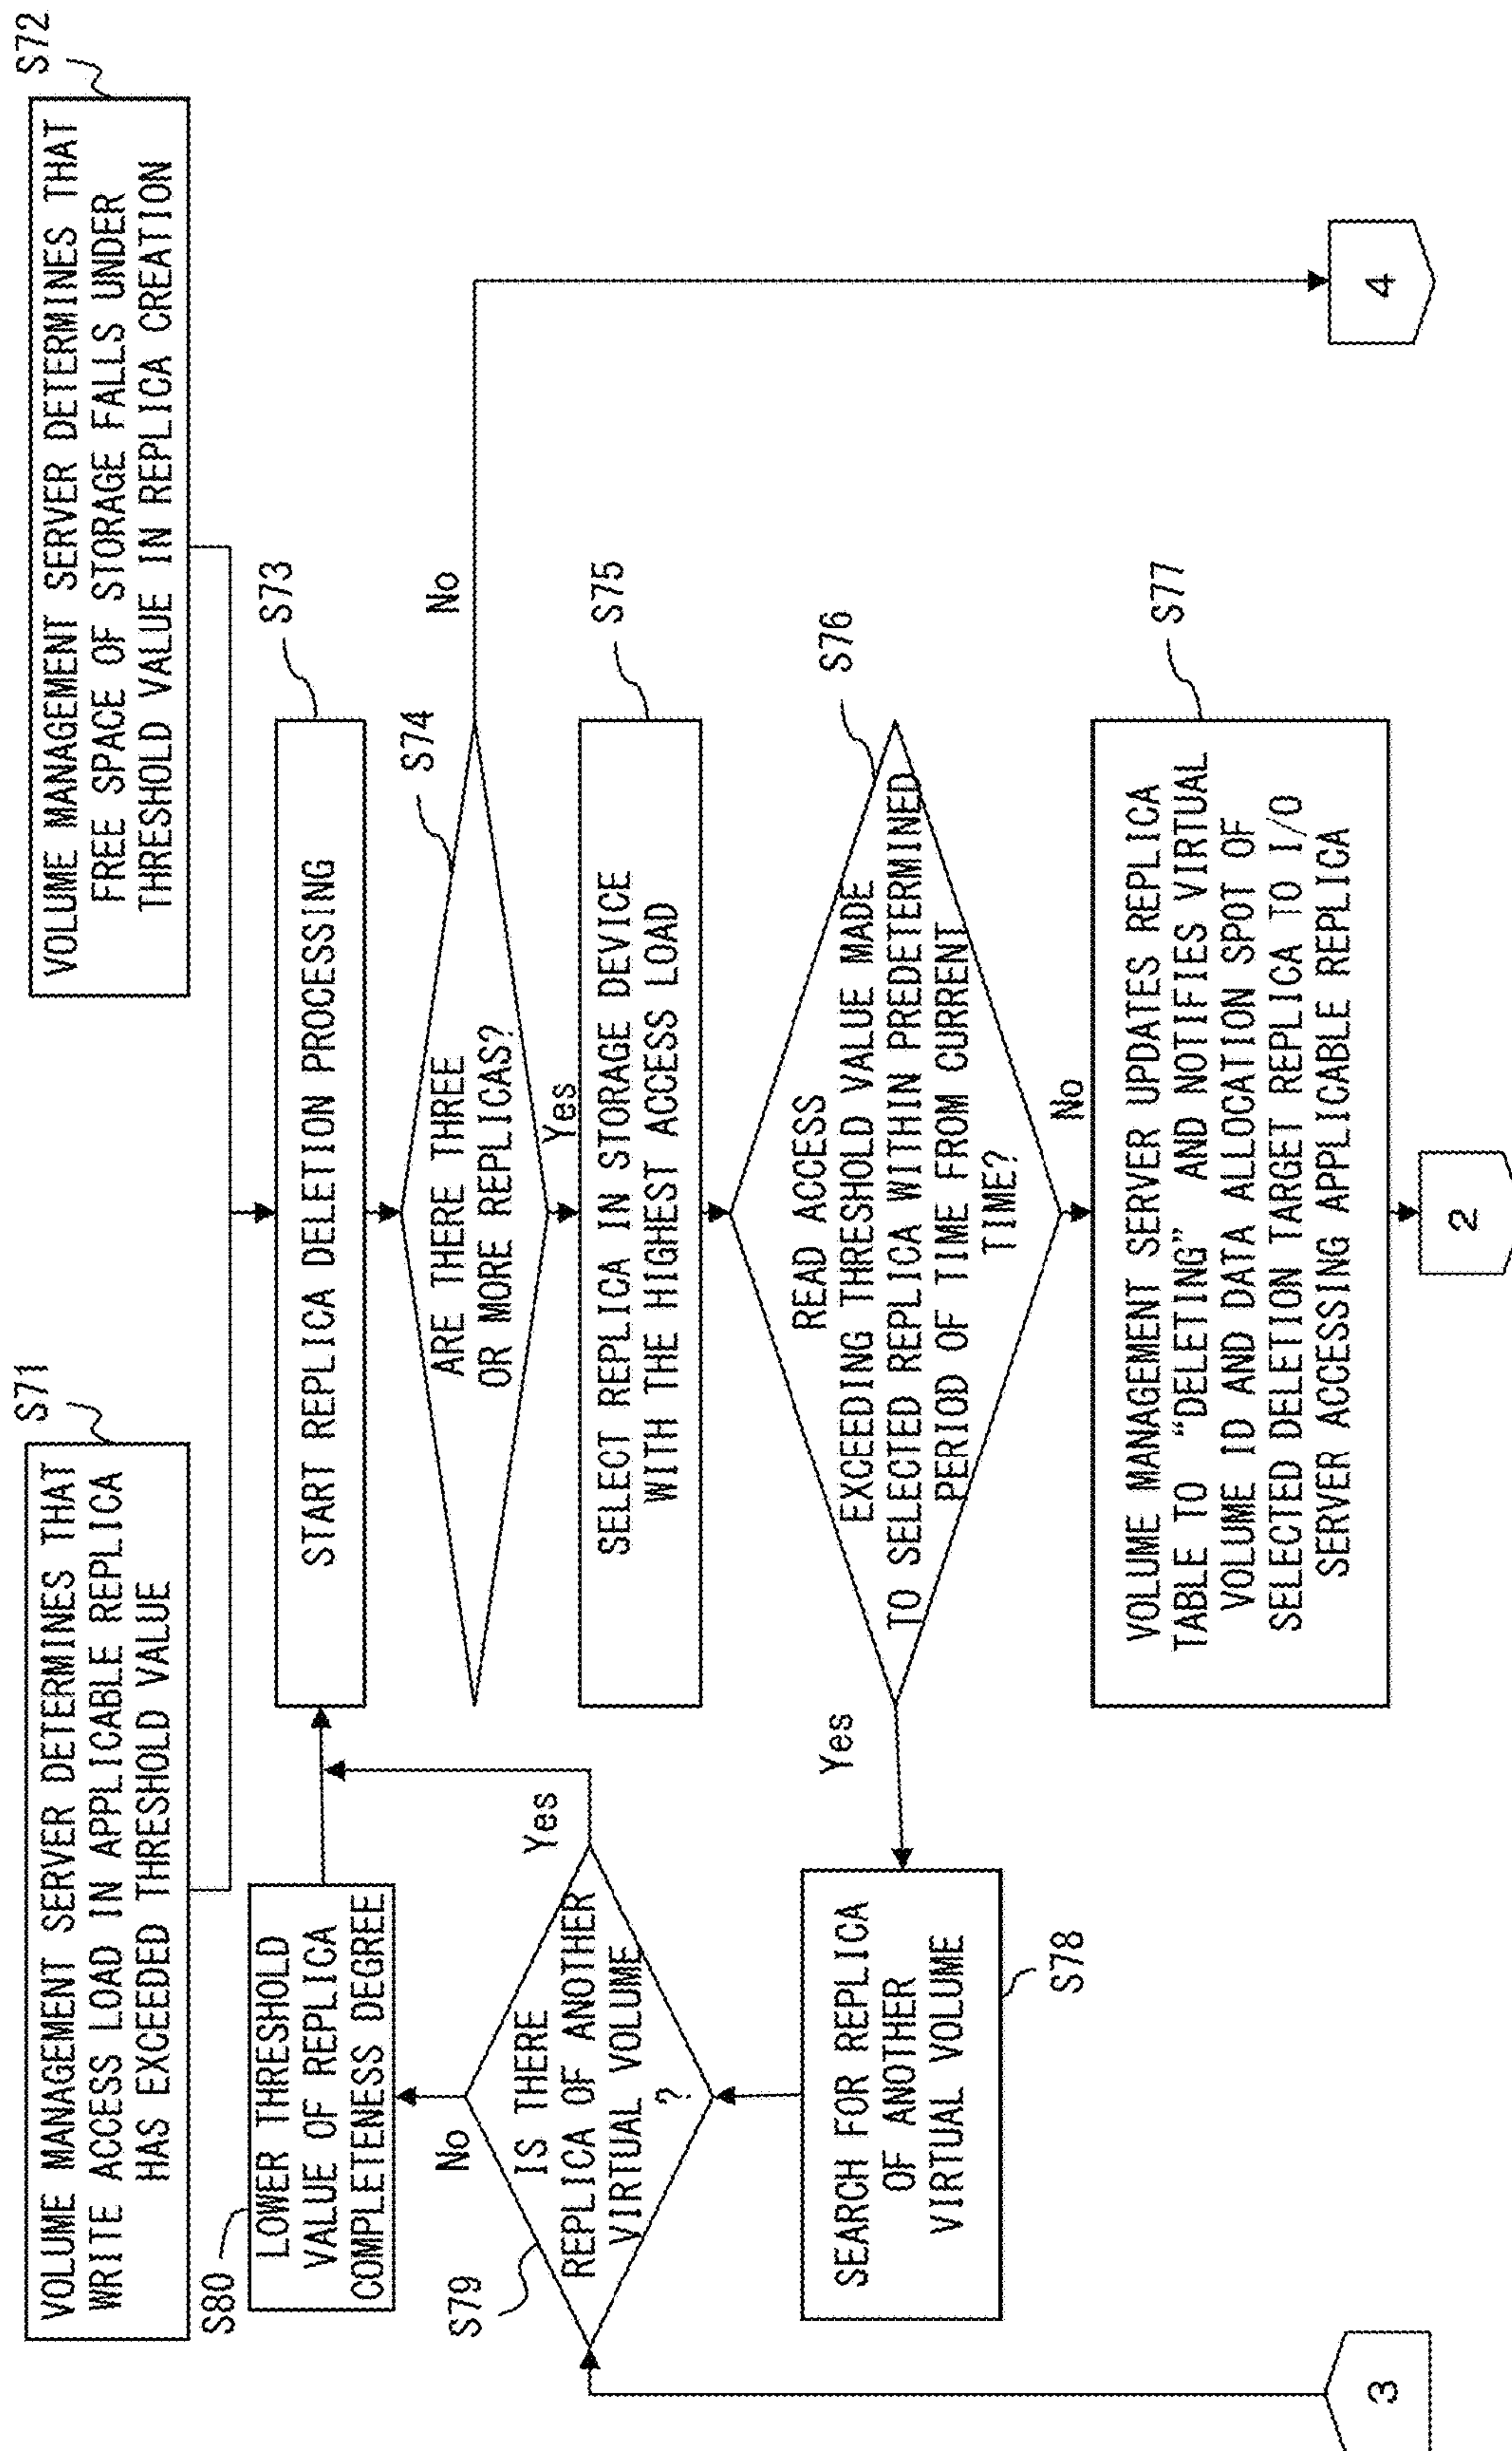 S71
VOLUME MANAGEMENT SERVER DETERMINES THAT
WRITE ACCESS LOAD IN APPLICABLE REPLICA
HAS EXCEEDED THRESHOLD VALUE
S72
VOLUME MANAGEMENT SERVER DETERMINES THAT
FREE SPACE OF STORAGE FALLS UNDER
THRESHOLD VALUE IN REPLICA CREATION
S73
START REPLICA DELETION PROCESSING
S74
ARE THERE THREE
OR MORE REPLICAS?
No
Yes
S75
SELECT REPLICA IN STORAGE DEVICE
WITH THE HIGHEST ACCESS LOAD
S76
READ ACCESS
EXCEEDING THRESHOLD VALUE MADE
TO SELECTED REPLICA WITHIN PREDETERMINED
PERIOD OF TIME FROM CURRENT
TIME?
Yes
No
S77
VOLUME MANAGEMENT SERVER UPDATES REPLICA
TABLE TO “DELETING” AND NOTIFIES VIRTUAL
VOLUME ID AND DATA ALLOCATION SPOT OF
SELECTED DELETION TARGET REPLICA TO I/O
SERVER ACCESSING APPLICABLE REPLICA
S80
LOWER THRESHOLD
VALUE OF REPLICA
COMPLETENESS DEGREE
S79
No
Yes
IS THERE
REPLICA OF ANOTHER
VIRTUAL VOLUME
?
SEARCH FOR REPLICA
OF ANOTHER
VIRTUAL VOLUME
S78
3
2
4